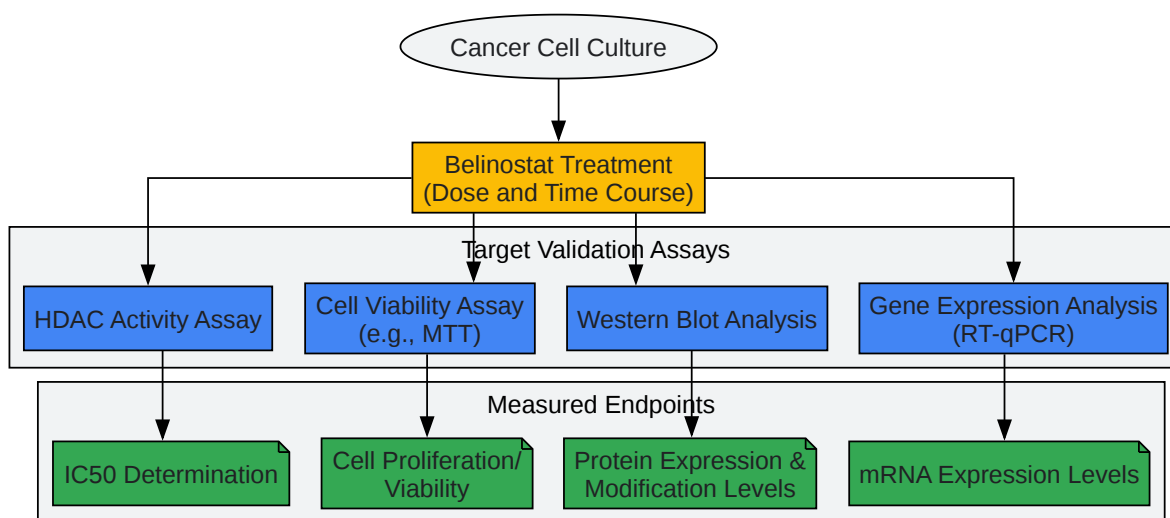 Cancer Cell Culture
Belinostat Treatment
(Dose and Time Course)
Target Validation Assays
HDAC Activity Assay
Cell Viability Assay
(e.g., MTT)
Western Blot Analysis
Gene Expression Analysis
(RT-qPCR)
Measured Endpoints
IC50 Determination
Cell Proliferation/
Viability
Protein Expression &
Modification Levels
mRNA Expression Levels